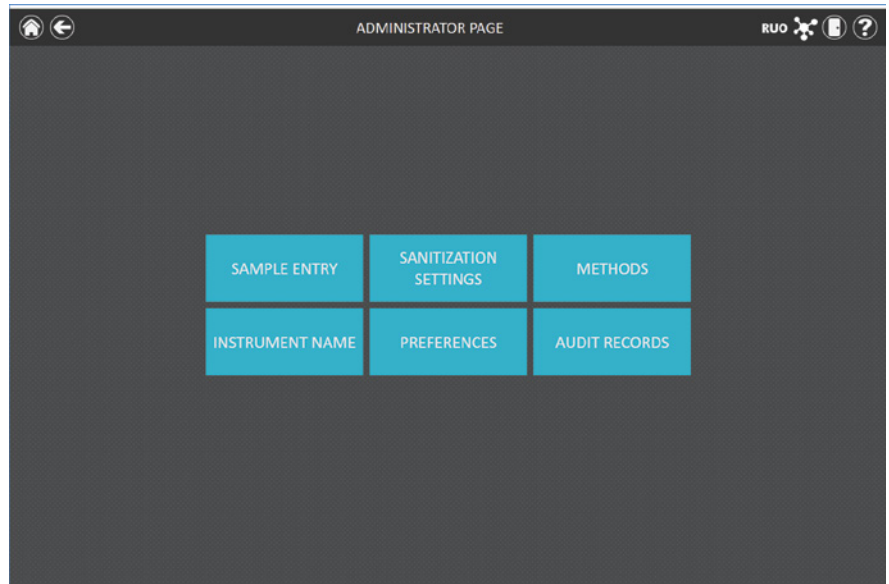 ADMINISTRATOR PAGE
RUO
?
SAMPLE ENTRY
SANITIZATION
SETTINGS
METHODS
INSTRUMENT NAME
PREFERENCES
AUDIT RECORDS